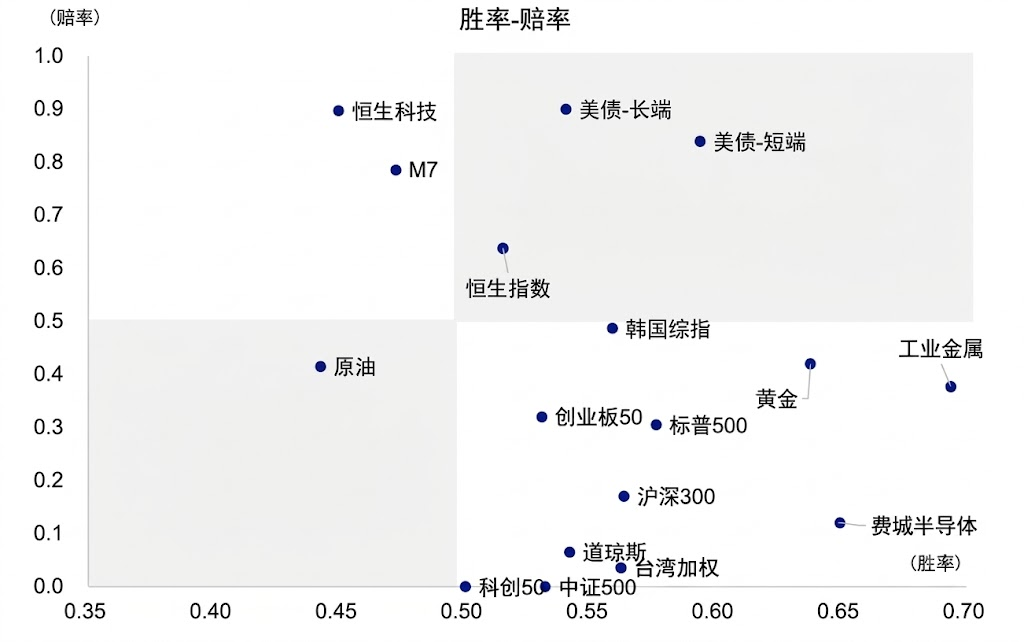 （赔率）
胜率-赔率
1.0
0.9
恒生科技
美债-长端
0.8
美债-短端
M7
0.7
0.6
恒生指数
0.5
韩国综指
工业金属
0.4
原油
黄金
0.3
创业板50
标普500
0.2
沪深300
0.1
费城半导体
道琼斯
台湾加权
（胜率）
0.0
科创50
中证500
0.35 0.40 0.45 0.50 0.55 0.60 0.65 0.70